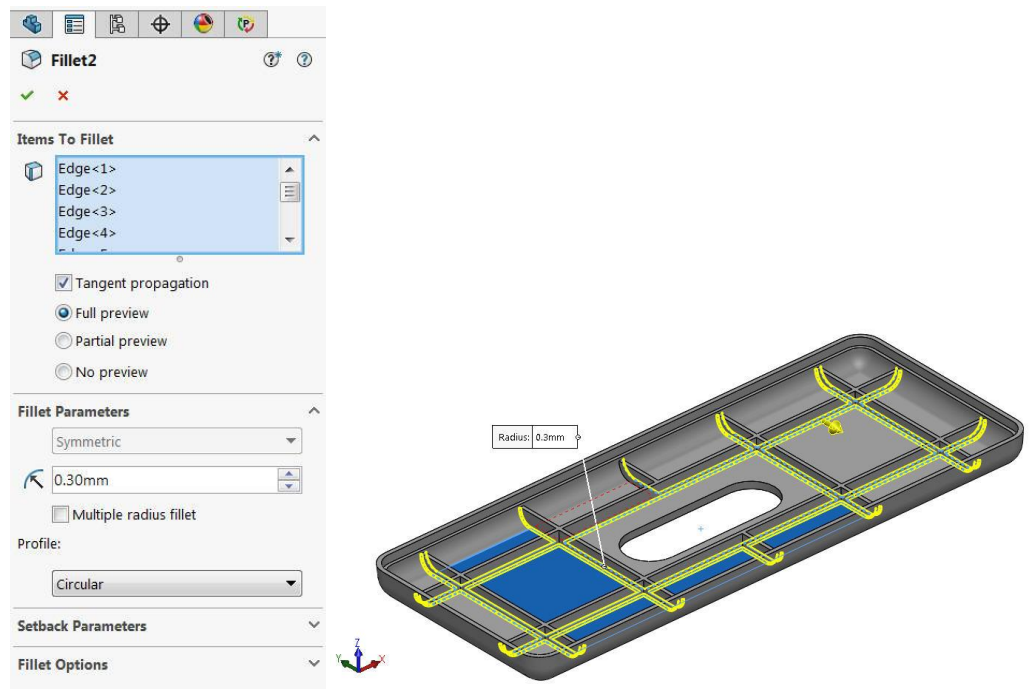 Fillet2
Items To Fillet
Edge<1>
Edge<2>
Edge<3>
Edge<4>
Tangent propagation
Full preview
Partial preview
No preview
Fillet Parameters
Symmetric
0.30mm
Multiple radius fillet
Profile:
Circular
Setback Parameters
Fillet Options
Radius: 0.3mm
Z
Y
X